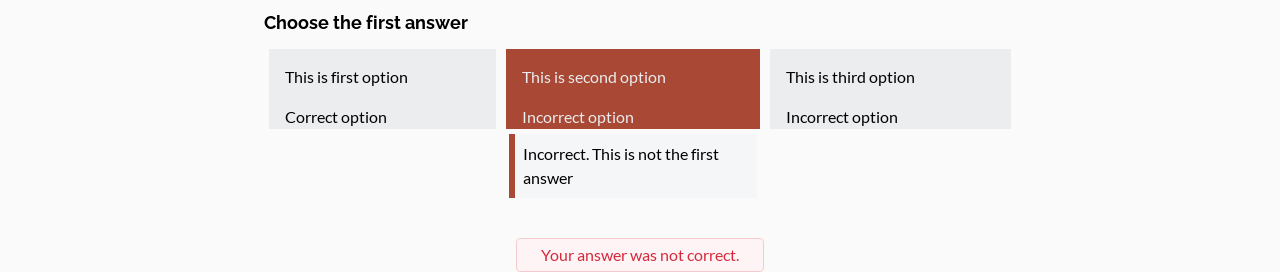 Choose the first answer
This is first option
Correct option
This is second option
Incorrect option
This is third option
Incorrect option
Incorrect. This is not the first
answer
Your answer was not correct.